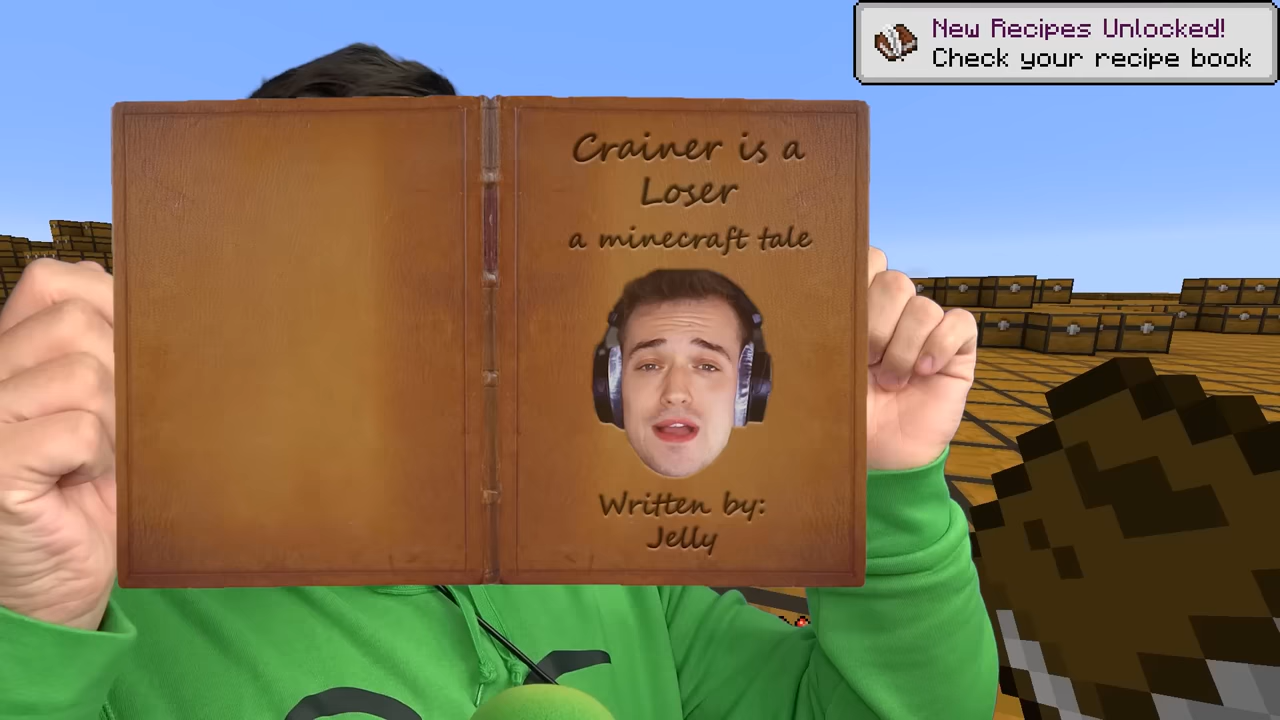 New Recipes Unlocked!
Check your recipe book
Crainer is a
Loser
a minecraft tale
Written by:
Jelly